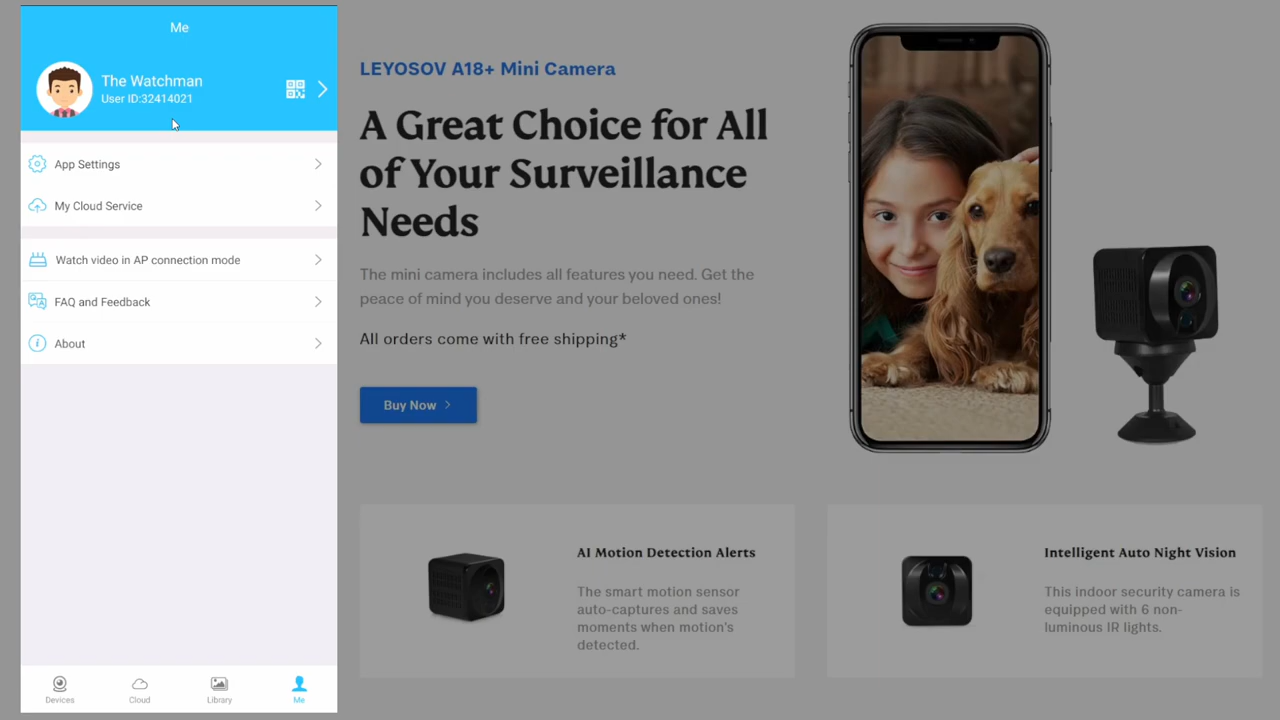 Me
The Watchman
User ID:32414021
App Settings
My Cloud Service
Watch video in AP connection mode
FAQ and Feedback
About
Devices
Cloud
Library
Me
LEYOSOV A18+ Mini Camera
A Great Choice for All
of Your Surveillance
Needs
The mini camera includes all features you need. Get the
peace of mind you deserve and your beloved ones!
All orders come with free shipping*
Buy Now
AI Motion Detection Alerts
The smart motion sensor
auto-captures and saves
moments when motion's
detected.
Intelligent Auto Night Vision
This indoor security camera is
equipped with 6 non-
luminous IR lights.